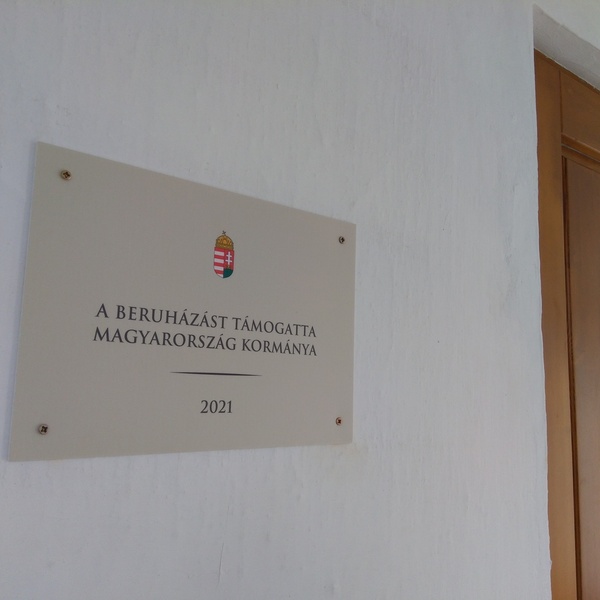 A BERUHÁZÁST TÁMOGATTA
MAGYARORSZÁG KORMÁNYA
2021